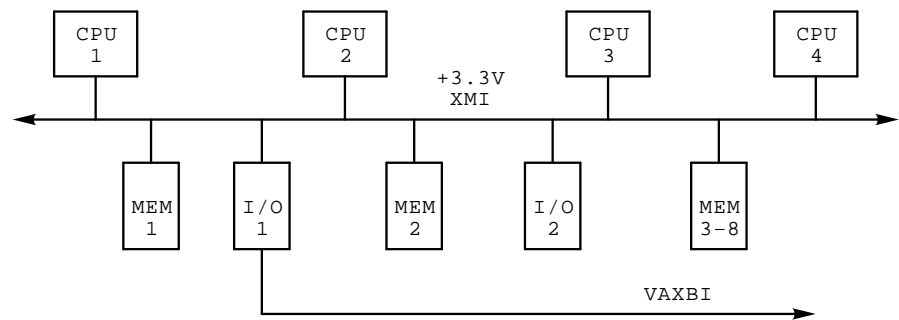 CPU
1
CPU
2
CPU
3
CPU
4
+3.3V
XMI
MEM
1
I/O
1
MEM
2
I/O
2
MEM
3-8
VAXBI